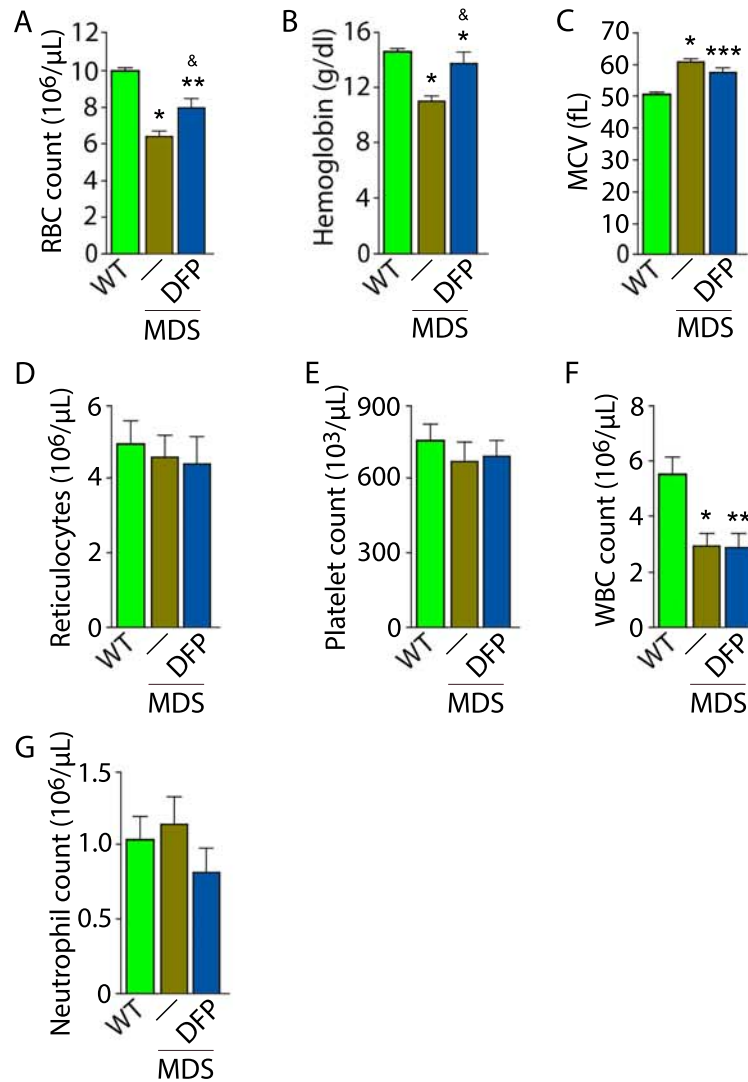 A
RBC count (10⁶/µL)
12
10
8
6
4
2
0
*
&
**
WT
—
DFP
MDS
B
Hemoglobin (g/dl)
16
12
8
4
0
*
&
*
WT
—
DFP
MDS
C
MCV (fL)
70
60
50
40
30
20
10
0
*
***
WT
—
DFP
MDS
D
Reticulocytes (10⁶/µL)
6
4
2
0
WT
—
DFP
MDS
E
Platelet count (10³/µL)
900
600
300
0
WT
—
DFP
MDS
F
WBC count (10⁶/µL)
8
6
4
2
0
*
**
WT
—
DFP
MDS
G
Neutrophil count (10⁶/µL)
1.5
1.0
0.5
0
WT
—
DFP
MDS